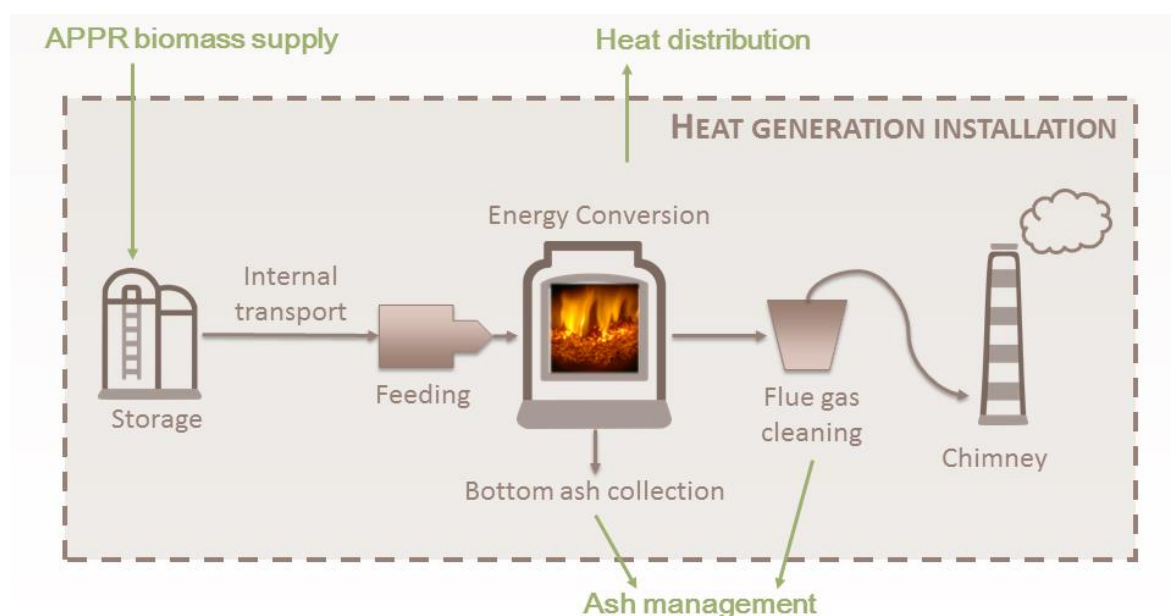 APPR biomass supply
Heat distribution
HEAT GENERATION INSTALLATION
Energy Conversion
Internal
transport
Storage
Feeding
Flue gas
cleaning
Chimney
Bottom ash collection
Ash management